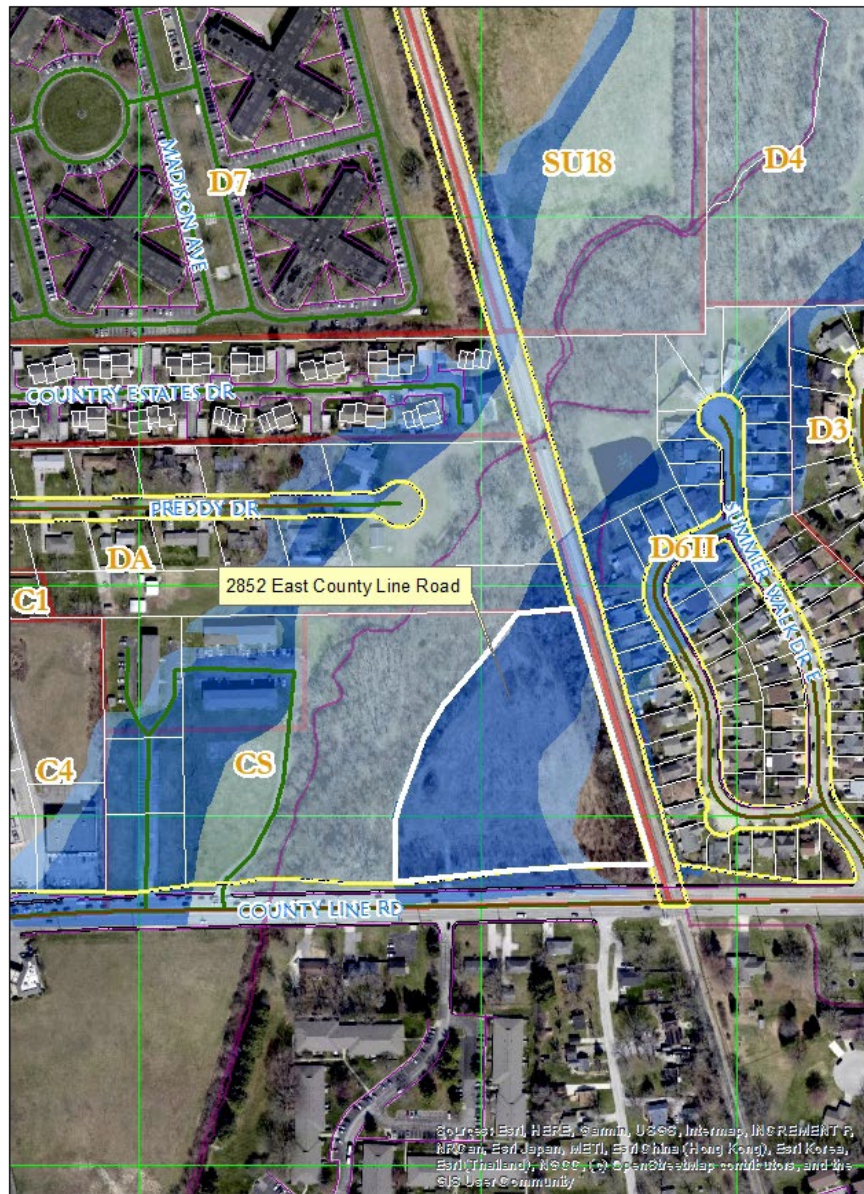 SU18
D4
D7
MADISON AVE
COUNTRY ESTATES DR
D3
PREDDY DR
D6II
SUMMER WALK DR E
DA
2852 East County Line Road
C1
C4
CS
COUNTY LINE RD
Sources: Esri, HERE, Garmin, USGS, Intermap, INCREMENT P,
NRCan, Esri Japan, METI, Esri China (Hong Kong), Esri Korea,
Esri (Thailand), NGCC, (c) OpenStreetMap contributors, and the
GIS User Community